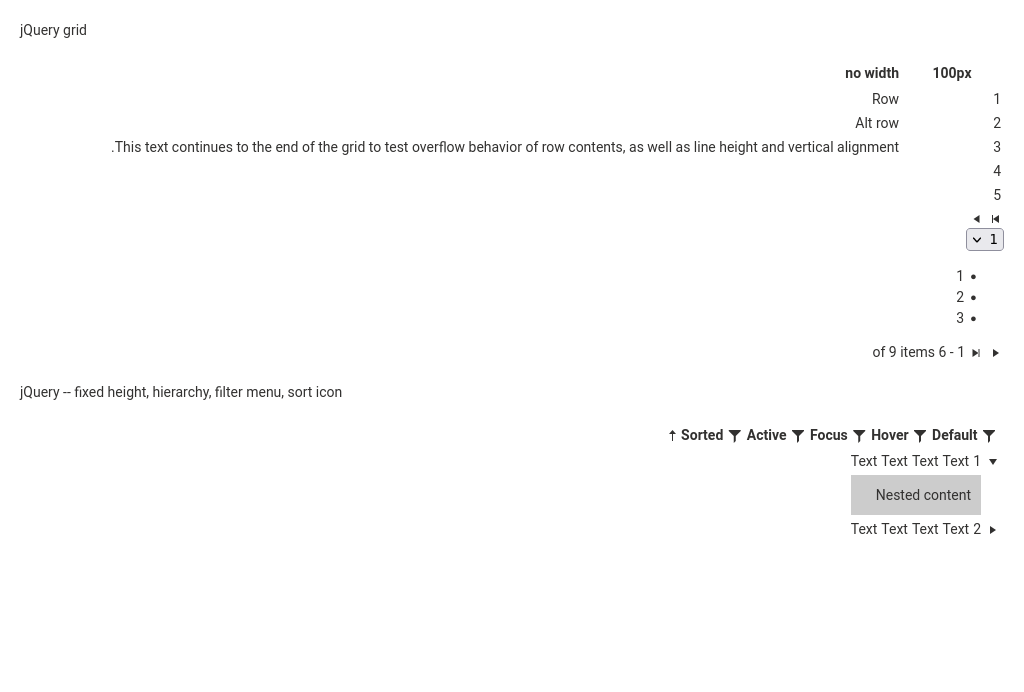 jQuery grid
no width 100px
Row 1
Alt row 2
.This text continues to the end of the grid to test overflow behavior of row contents, as well as line height and vertical alignment 3
4
5
1
1 •
2 •
3 •
of 9 items 6 - 1
jQuery -- fixed height, hierarchy, filter menu, sort icon
↑ Sorted Active Focus Hover Default
Text Text Text Text 1
Nested content
Text Text Text Text 2